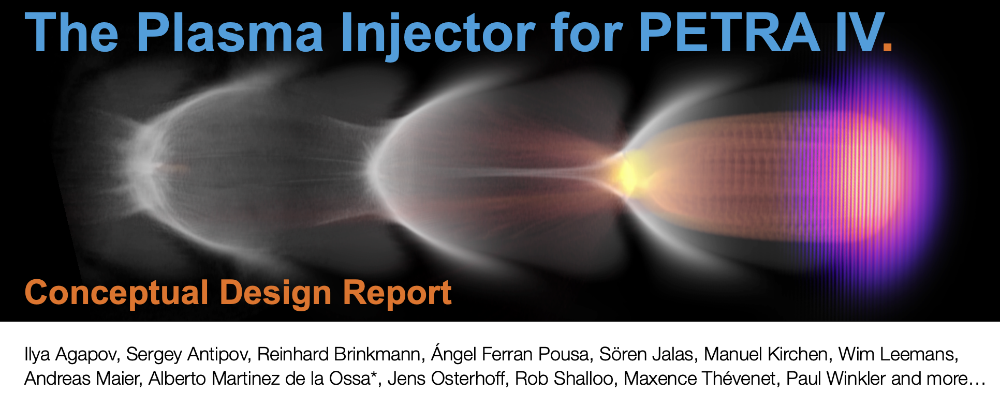 The Plasma Injector for PETRA IV.
Conceptual Design Report
Ilya Agapov, Sergey Antipov, Reinhard Brinkmann, Ángel Ferran Pousa, Sören Jalas, Manuel Kirchen, Wim Leemans,
Andreas Maier, Alberto Martinez de la Ossa*, Jens Osterhoff, Rob Shalloo, Maxence Thévenet, Paul Winkler and more…